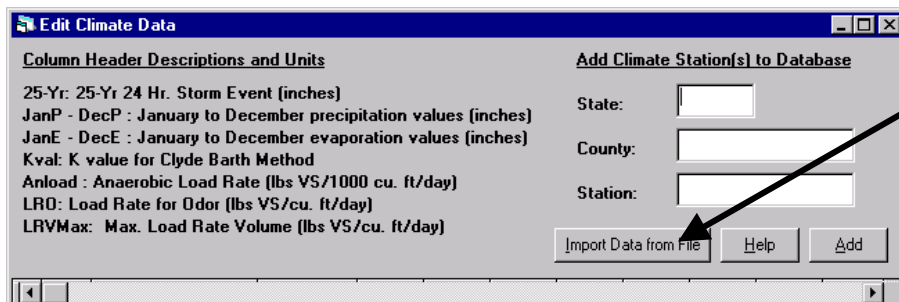 Edit Climate Data
Column Header Descriptions and Units
25-Yr: 25-Yr 24 Hr. Storm Event (inches)
JanP - DecP : January to December precipitation values (inches)
JanE - DecE : January to December evaporation values (inches)
Kval: K value for Clyde Barth Method
Anload : Anaerobic Load Rate (lbs VS/1000 cu. ft/day)
LRO: Load Rate for Odor (lbs VS/cu. ft/day)
LRVMax:  Max. Load Rate Volume (lbs VS/cu. ft/day)
Add Climate Station(s) to Database
State:
County:
Station:
Import Data from File
Help
Add